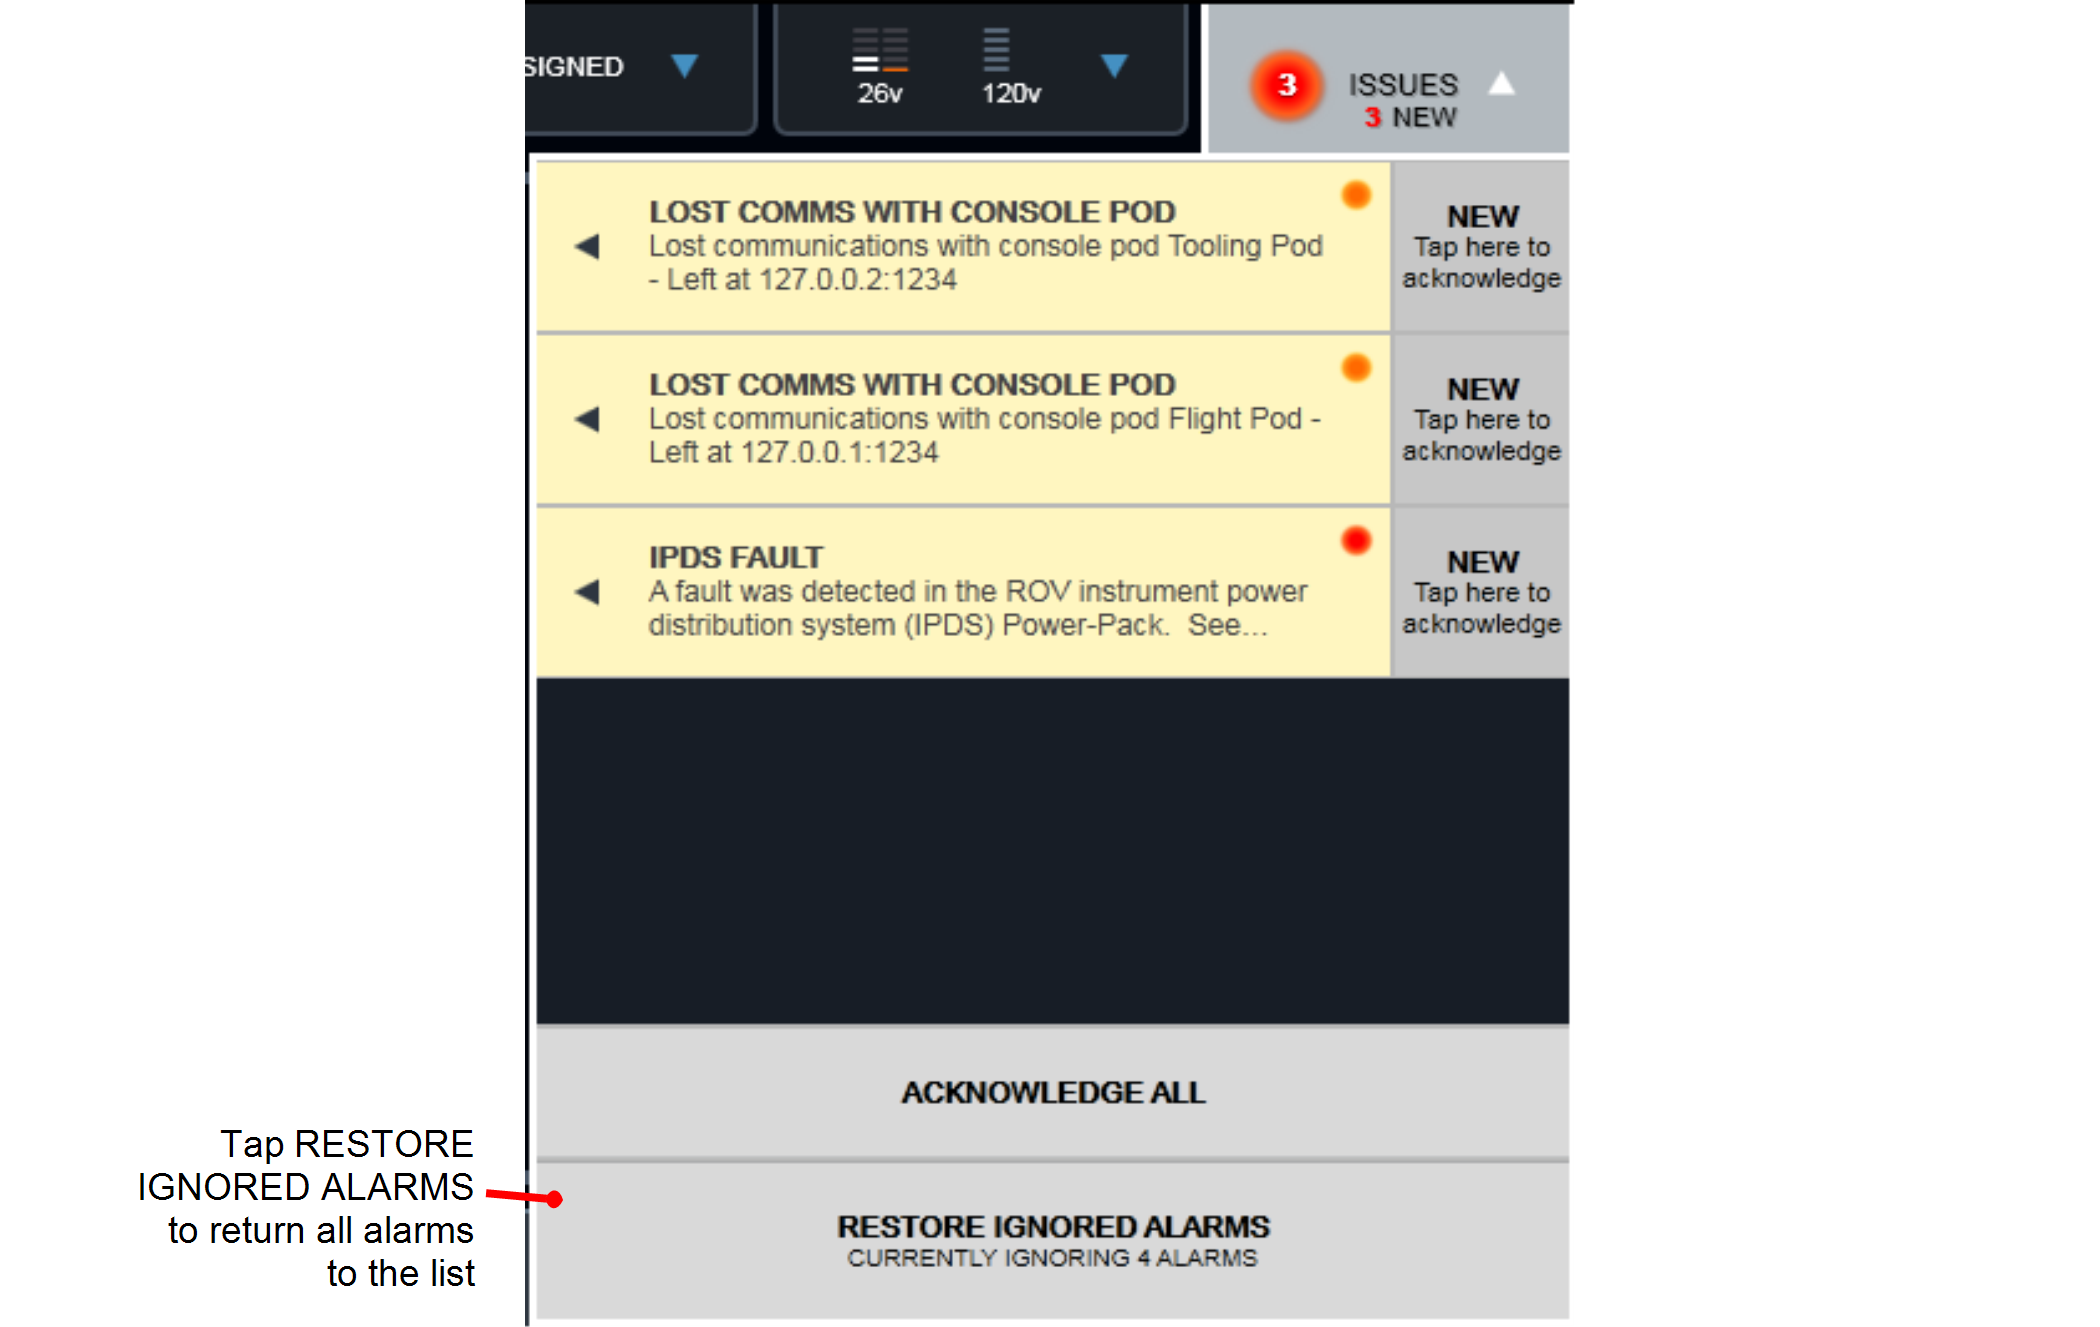 SIGNED
26v
120v
3
ISSUES
3 NEW
LOST COMMS WITH CONSOLE POD
Lost communications with console pod Tooling Pod
- Left at 127.0.0.2:1234
NEW
Tap here to
acknowledge
LOST COMMS WITH CONSOLE POD
Lost communications with console pod Flight Pod -
Left at 127.0.0.1:1234
NEW
Tap here to
acknowledge
IPDS FAULT
A fault was detected in the ROV instrument power
distribution system (IPDS) Power-Pack.  See...
NEW
Tap here to
acknowledge
ACKNOWLEDGE ALL
Tap RESTORE
IGNORED ALARMS
to return all alarms
to the list
RESTORE IGNORED ALARMS
CURRENTLY IGNORING 4 ALARMS